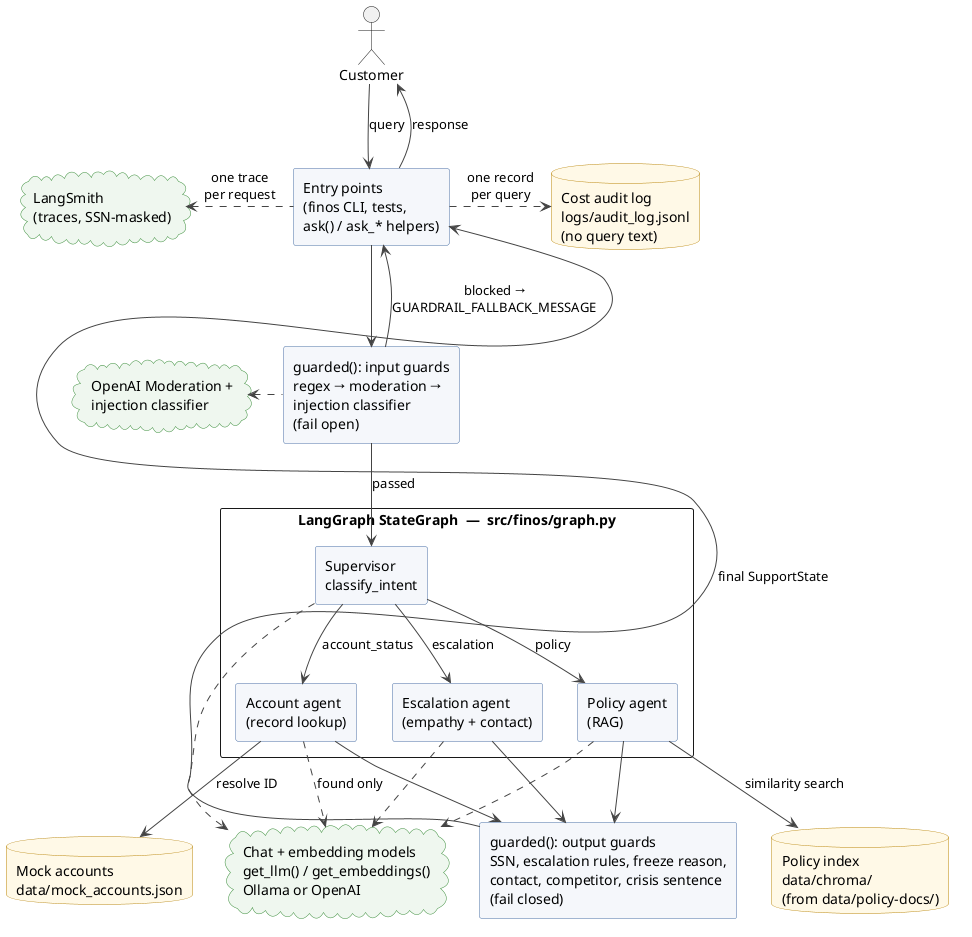 Customer
query
response
LangSmith
(traces, SSN-masked)
one trace
per request
Entry points
(finos CLI, tests,
ask() / ask_* helpers)
one record
per query
Cost audit log
logs/audit_log.jsonl
(no query text)
blocked →
GUARDRAIL_FALLBACK_MESSAGE
OpenAI Moderation +
injection classifier
guarded(): input guards
regex → moderation →
injection classifier
(fail open)
passed
LangGraph StateGraph — src/finos/graph.py
Supervisor
classify_intent
final SupportState
account_status
escalation
policy
Account agent
(record lookup)
Escalation agent
(empathy + contact)
Policy agent
(RAG)
resolve ID
found only
similarity search
Mock accounts
data/mock_accounts.json
Chat + embedding models
get_llm() / get_embeddings()
Ollama or OpenAI
guarded(): output guards
SSN, escalation rules, freeze reason,
contact, competitor, crisis sentence
(fail closed)
Policy index
data/chroma/
(from data/policy-docs/)